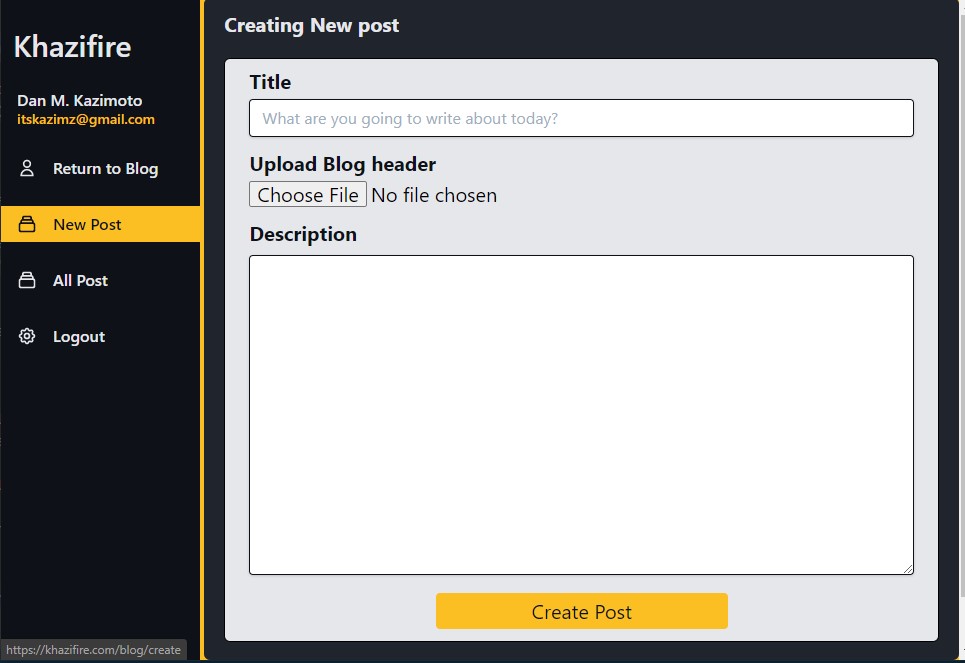 Khazifire
Dan M. Kazimoto
itskazimz@gmail.com
Return to Blog
New Post
All Post
Logout
https://khazifire.com/blog/create
Creating New post
Title
What are you going to write about today?
Upload Blog header
Choose File No file chosen
Description
Create Post